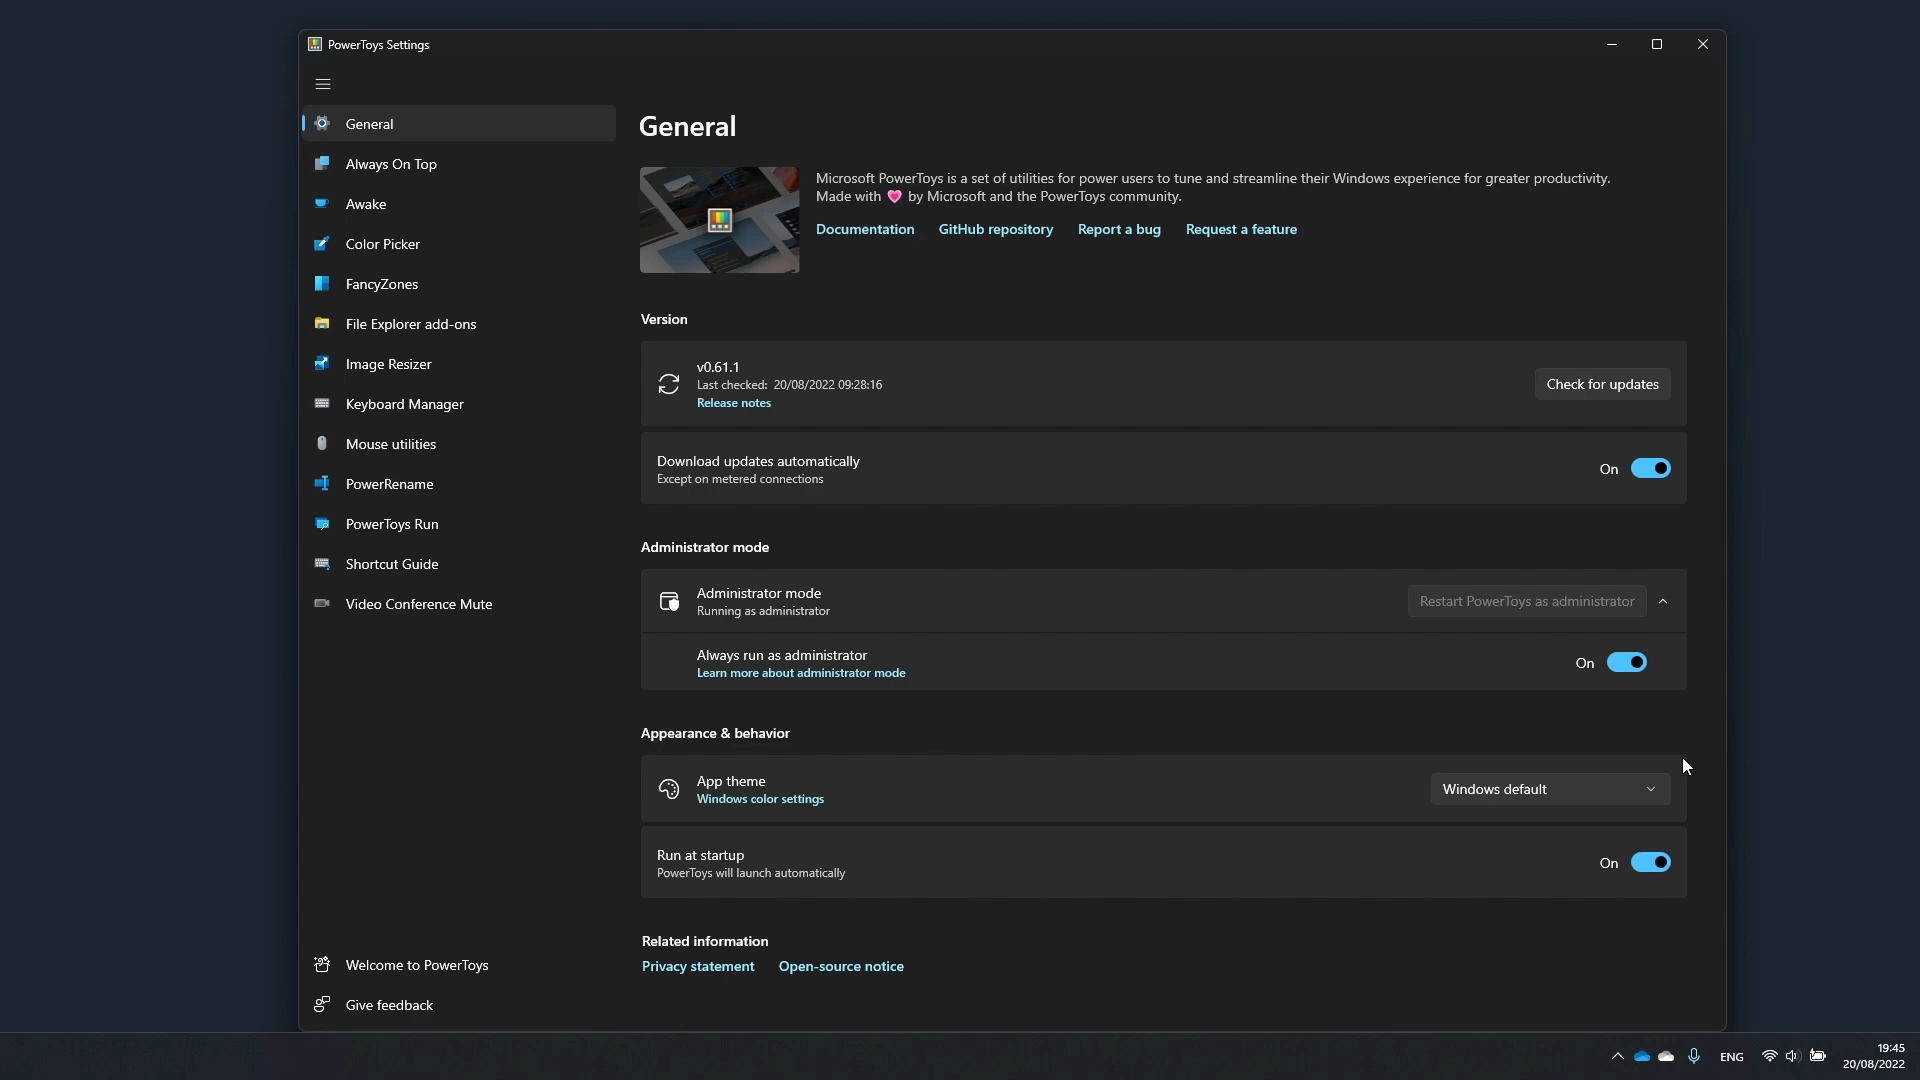 PowerToys Settings
General
Always On Top
Awake
Color Picker
FancyZones
File Explorer add-ons
Image Resizer
Keyboard Manager
Mouse utilities
PowerRename
PowerToys Run
Shortcut Guide
Video Conference Mute
Welcome to PowerToys
Give feedback
General
Microsoft PowerToys is a set of utilities for power users to tune and streamline their Windows experience for greater productivity.
Made with 💗 by Microsoft and the PowerToys community.
Documentation GitHub repository Report a bug Request a feature
Version
v0.61.1
Last checked: 20/08/2022 09:28:16
Release notes
Check for updates
Download updates automatically
Except on metered connections
On
Administrator mode
Administrator mode
Running as administrator
Restart PowerToys as administrator
Always run as administrator
Learn more about administrator mode
On
Appearance & behavior
App theme
Windows color settings
Windows default
Run at startup
PowerToys will launch automatically
On
Related information
Privacy statement Open-source notice
ENG
19:45
20/08/2022